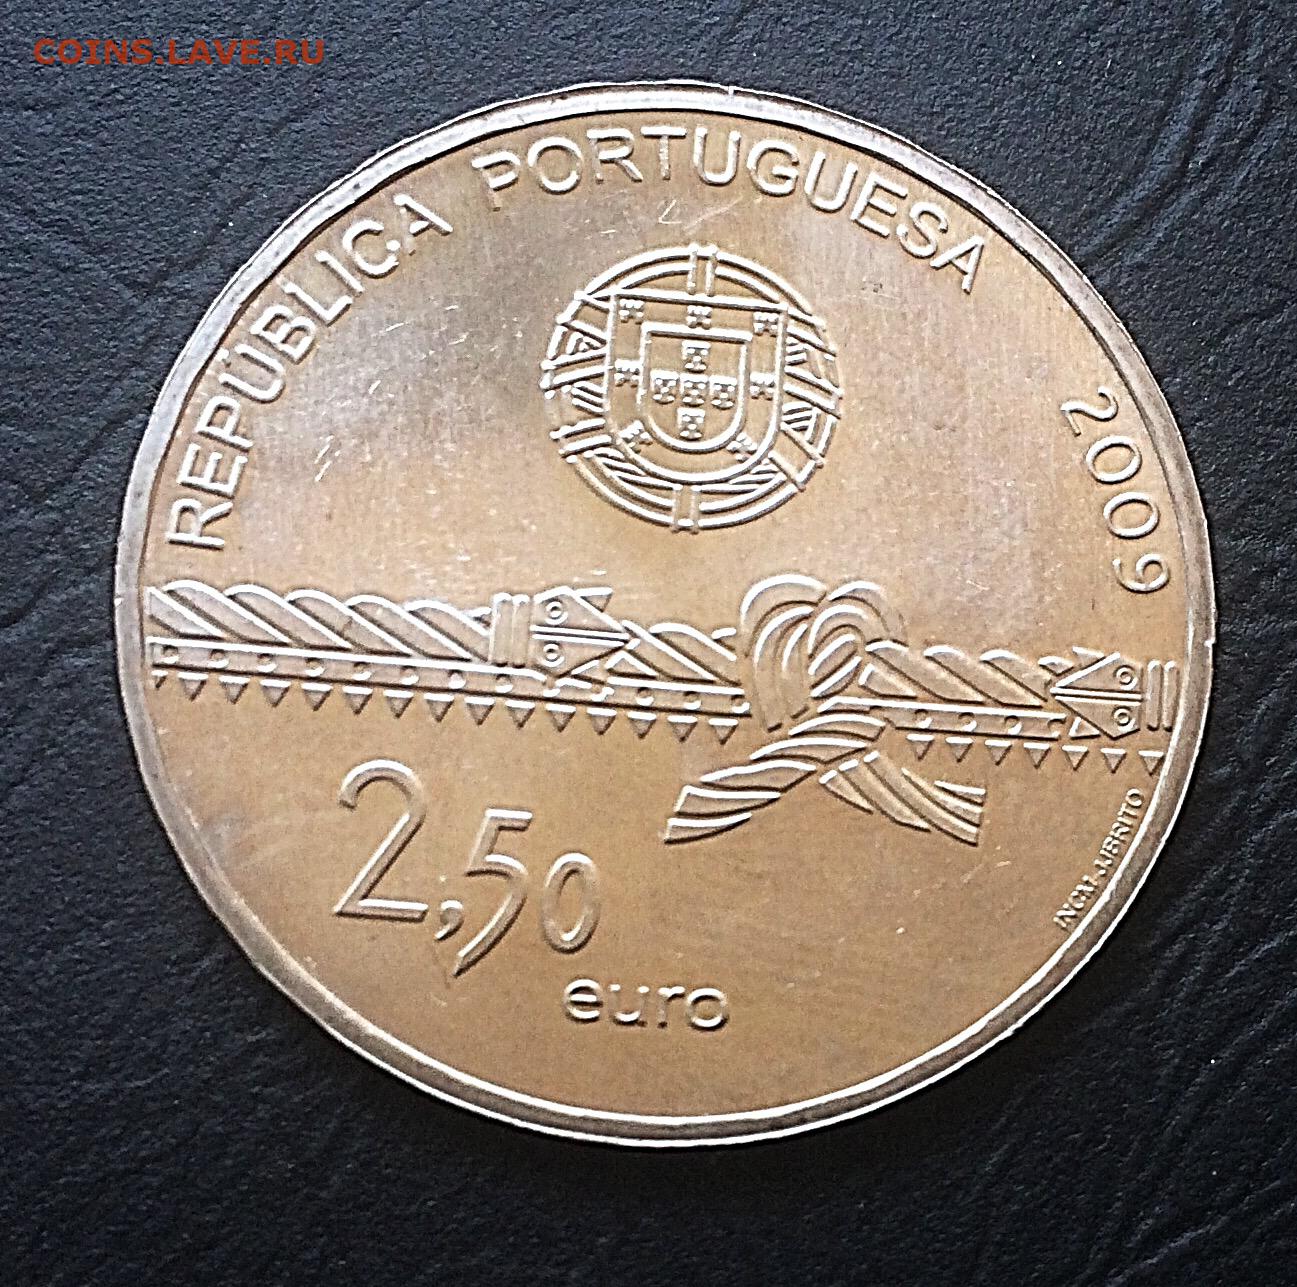 COINS.LAVE.RU
REPÚBLICA PORTUGUESA 2009
2,50
euro
INCM JJBRITO